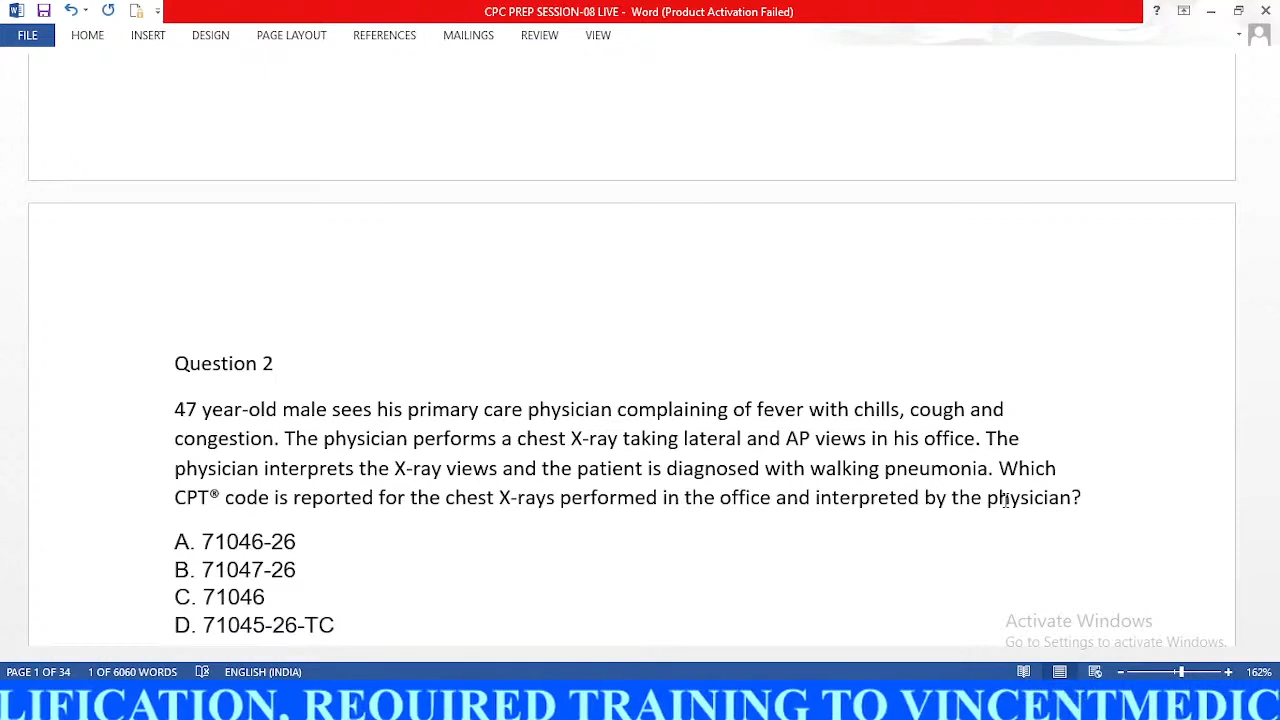 CPC PREP SESSION-08 LIVE - Word (Product Activation Failed)
FILE HOME INSERT DESIGN PAGE LAYOUT REFERENCES MAILINGS REVIEW VIEW
Question 2
47 year-old male sees his primary care physician complaining of fever with chills, cough and
congestion. The physician performs a chest X-ray taking lateral and AP views in his office. The
physician interprets the X-ray views and the patient is diagnosed with walking pneumonia. Which
CPT® code is reported for the chest X-rays performed in the office and interpreted by the physician?
A. 71046-26
B. 71047-26
C. 71046
D. 71045-26-TC
Activate Windows
Go to Settings to activate Windows.
PAGE 1 OF 34 1 OF 6060 WORDS ENGLISH (INDIA) 162%
LIFICATION, REQUIRED TRAINING TO VINCENTMEDIC